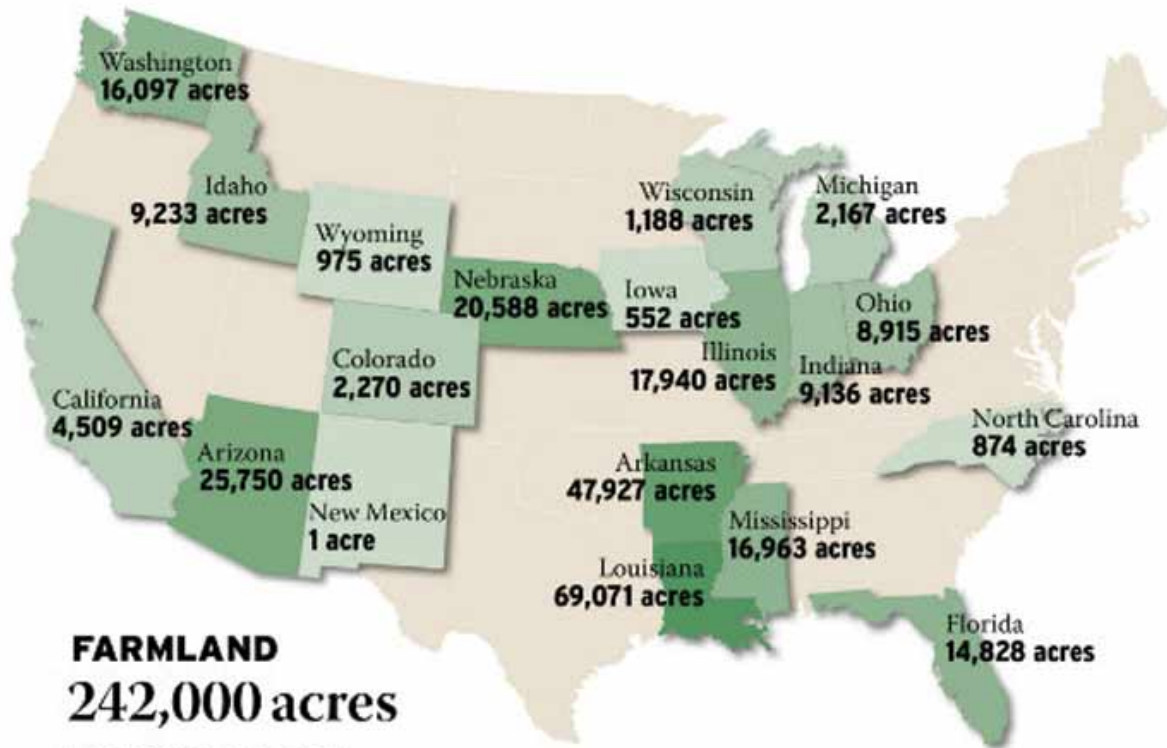 Washington
16,097 acres
Idaho
9,233 acres
Wyoming
975 acres
Nebraska
20,588 acres
Iowa
552 acres
Wisconsin
1,188 acres
Michigan
2,167 acres
Ohio
8,915 acres
Illinois
17,940 acres
Indiana
9,136 acres
Colorado
2,270 acres
California
4,509 acres
Arizona
25,750 acres
New Mexico
1 acre
North Carolina
874 acres
Arkansas
47,927 acres
Mississippi
16,963 acres
Louisiana
69,071 acres
Florida
14,828 acres
FARMLAND
242,000 acres